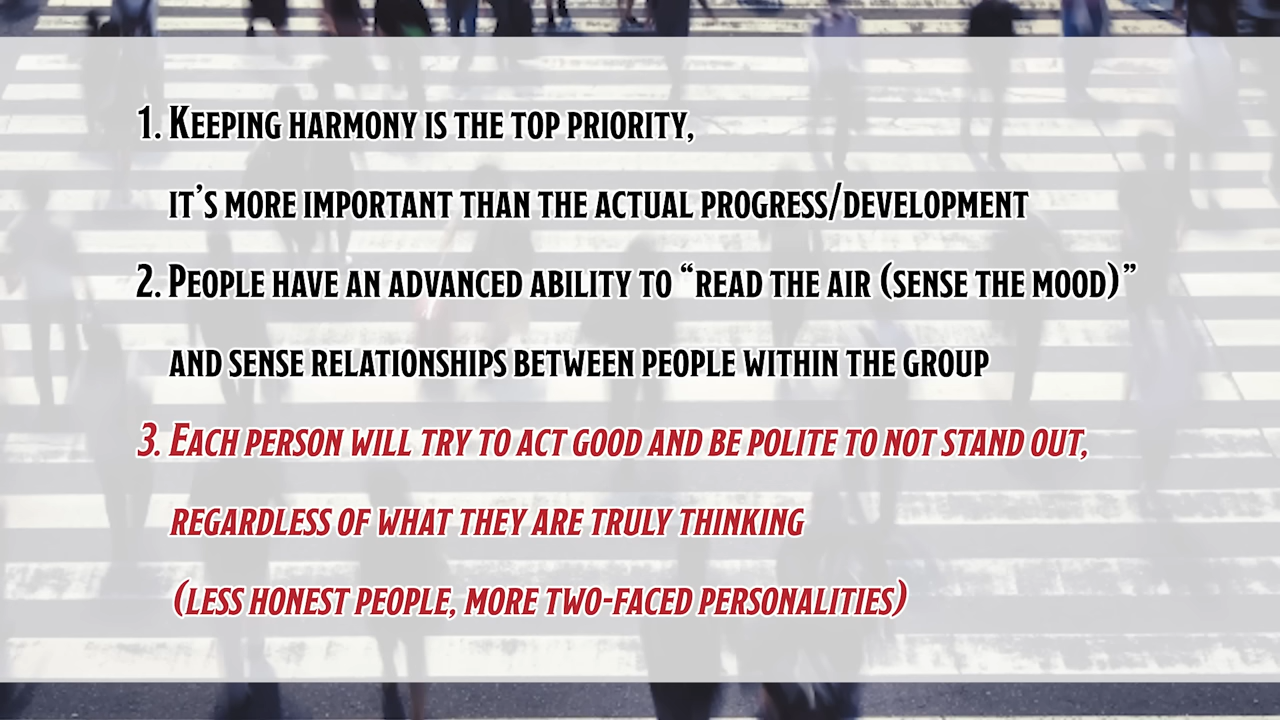 1. Keeping harmony is the top priority,
it's more important than the actual progress/development
2. People have an advanced ability to “read the air (sense the mood)”
and sense relationships between people within the group
3. Each person will try to act good and be polite to not stand out,
regardless of what they are truly thinking
(less honest people, more two-faced personalities)